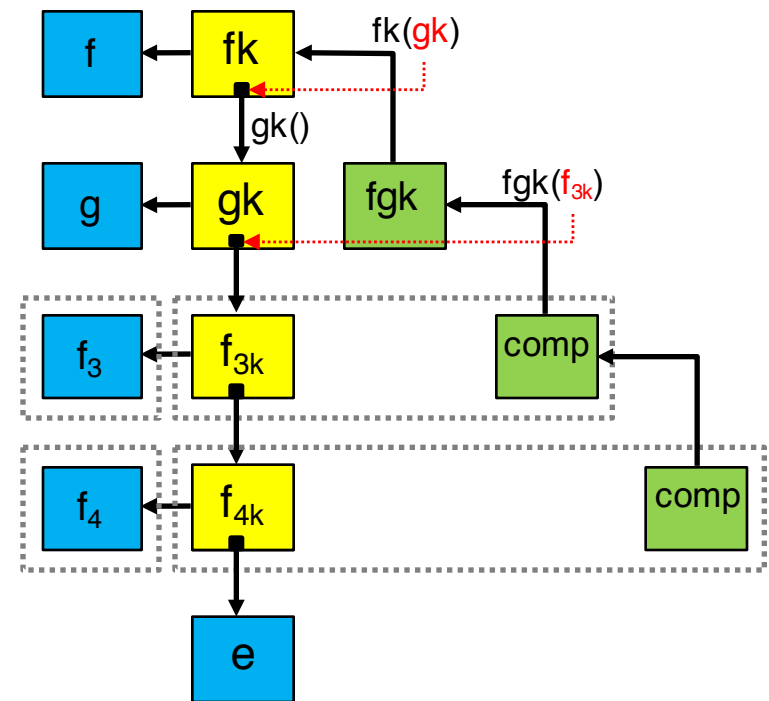 f
fk
fk(gk)
gk()
g
gk
fgk
fgk(f₃ₖ)
f₃
f₃ₖ
comp
f₄
f₄ₖ
comp
e